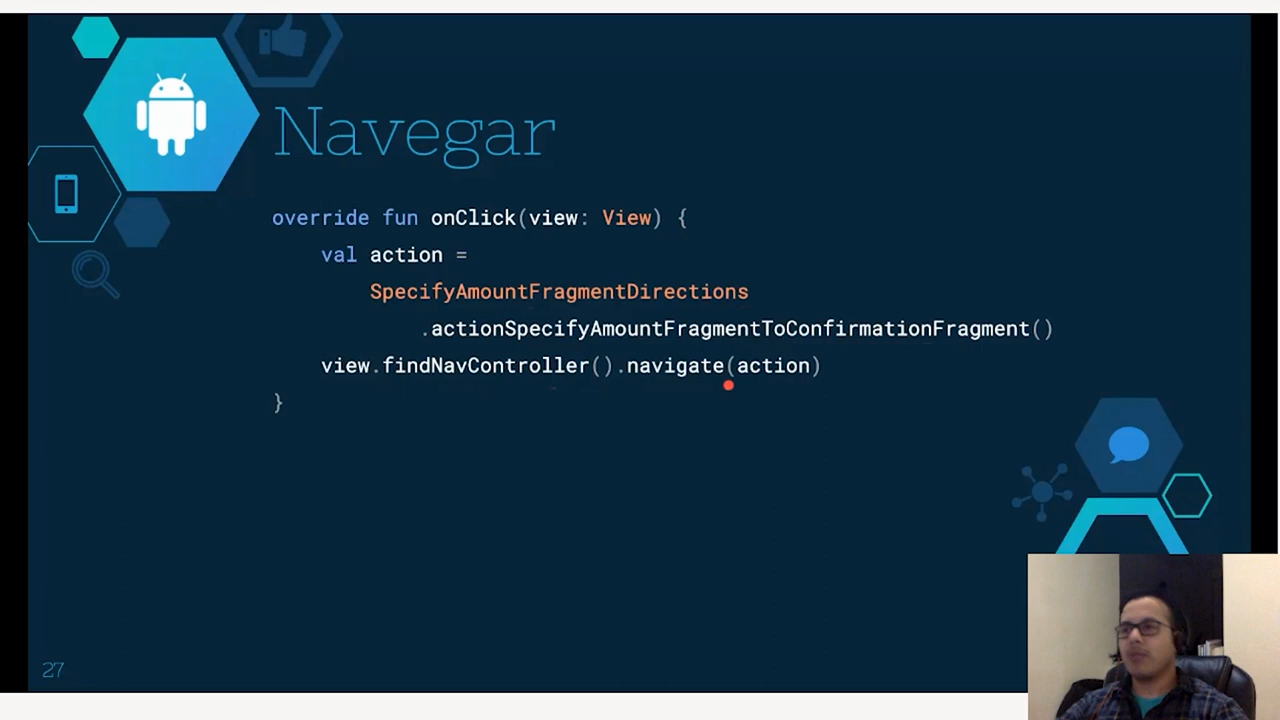 Navegar
override fun onClick(view: View) {
    val action =
        SpecifyAmountFragmentDirections
            .actionSpecifyAmountFragmentToConfirmationFragment()
    view.findNavController().navigate(action)
}
27